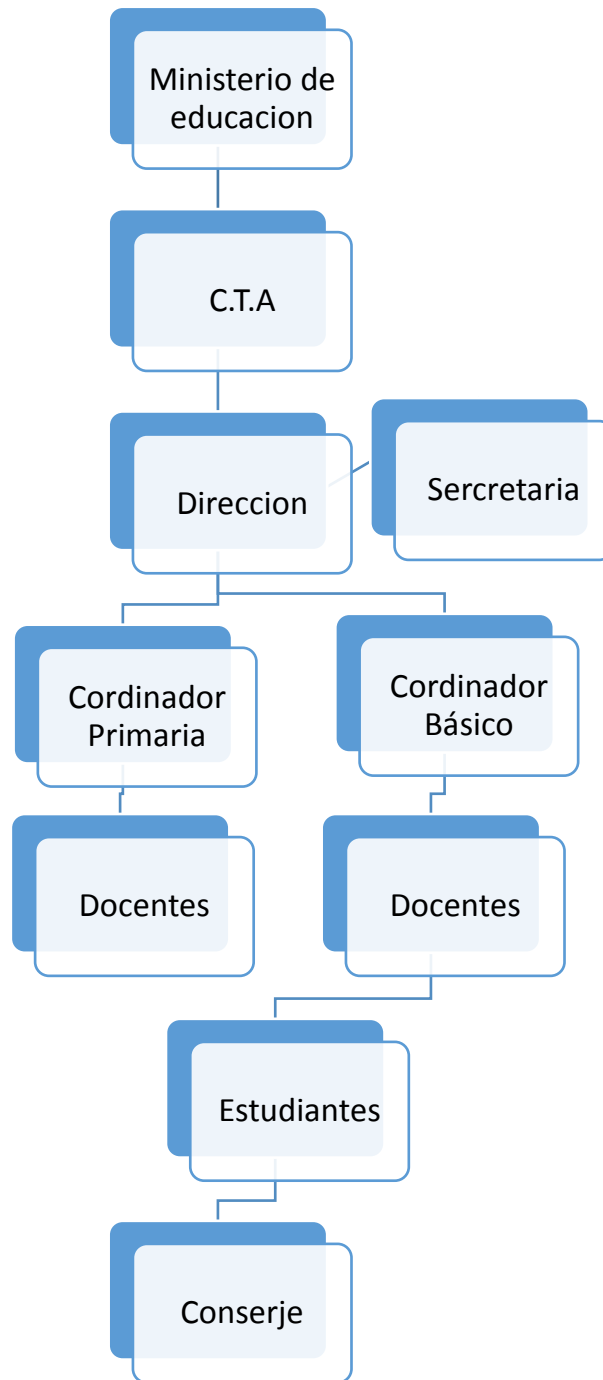 Ministerio de
educacion
C.T.A
Direccion
Sercretaria
Cordinador
Primaria
Cordinador
Básico
Docentes
Docentes
Estudiantes
Conserje